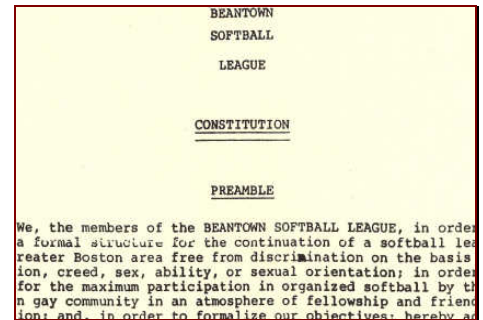 BEANTOWN
SOFTBALL
LEAGUE
CONSTITUTION
PREAMBLE
We, the members of the BEANTOWN SOFTBALL LEAGUE, in order
a formal structure for the continuation of a softball lea
reater Boston area free from discrimination on the basis
ion, creed, sex, ability, or sexual orientation; in order
for the maximum participation in organized softball by th
n gay community in an atmosphere of fellowship and friend
ion; and, in order to formalize our objectives; hereby ad